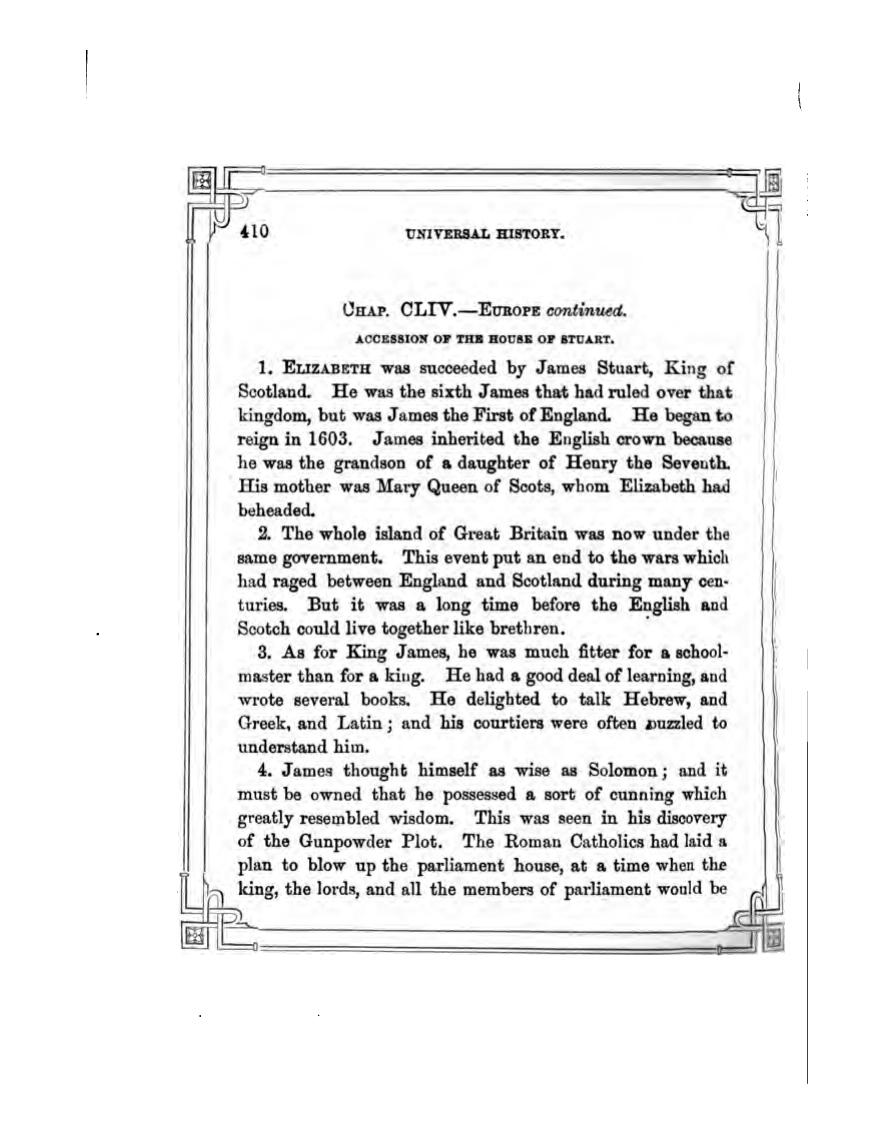 410 UNIVERSAL HISTORY.
CHAP. CLIV.—EUROPE continued.
ACCESSION OF THE HOUSE OF STUART.
1. ELIZABETH was succeeded by James Stuart, King of
Scotland. He was the sixth James that had ruled over that
kingdom, but was James the First of England. He began to
reign in 1603. James inherited the English crown because
he was the grandson of a daughter of Henry the Seventh.
His mother was Mary Queen of Scots, whom Elizabeth had
beheaded.
2. The whole island of Great Britain was now under the
same government. This event put an end to the wars which
had raged between England and Scotland during many cen-
turies. But it was a long time before the English and
Scotch could live together like brethren.
3. As for King James, he was much fitter for a school-
master than for a king. He had a good deal of learning, and
wrote several books. He delighted to talk Hebrew, and
Greek, and Latin; and his courtiers were often puzzled to
understand him.
4. James thought himself as wise as Solomon; and it
must be owned that he possessed a sort of cunning which
greatly resembled wisdom. This was seen in his discovery
of the Gunpowder Plot. The Roman Catholics had laid a
plan to blow up the parliament house, at a time when the
king, the lords, and all the members of parliament would be